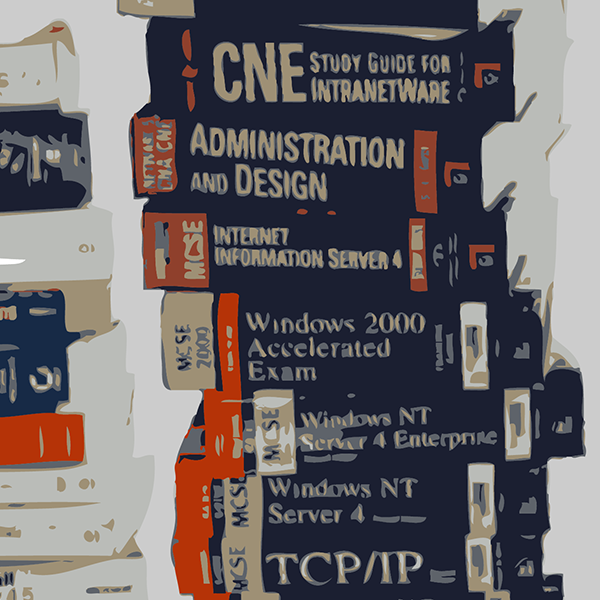 CNE STUDY GUIDE FOR
INTRANETWARE
ADMINISTRATION
AND DESIGN
MCSE
INTERNET
INFORMATION SERVER 4
MCSE
2000
Windows 2000
Accelerated
Exam
MCSE
Windows NT
Server 4 Enterprise
MCSE
Windows NT
Server 4
MCSE
TCP/IP